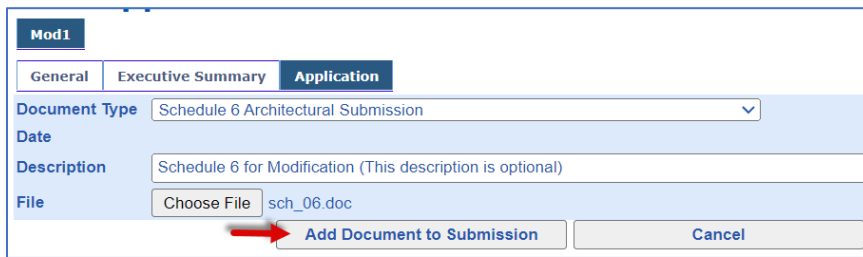 Mod1
General Executive Summary Application
Document Type Schedule 6 Architectural Submission
Date
Description Schedule 6 for Modification (This description is optional)
File Choose File sch_06.doc
Add Document to Submission Cancel